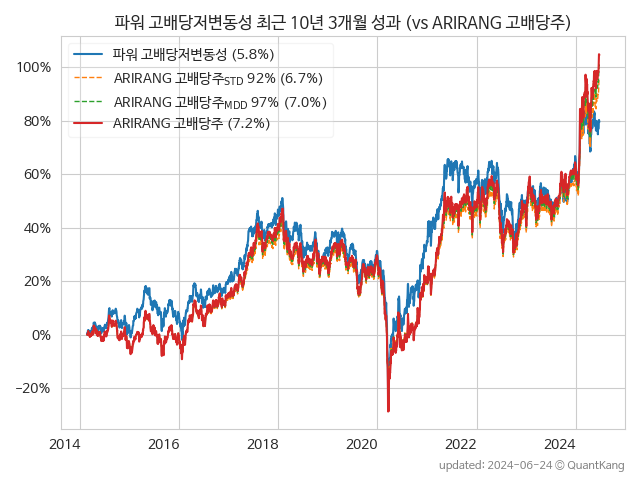 파워 고배당저변동성 최근 10년 3개월 성과 (vs ARIRANG 고배당주)
파워 고배당저변동성 (5.8%)
ARIRANG 고배당주STD 92% (6.7%)
ARIRANG 고배당주MDD 97% (7.0%)
ARIRANG 고배당주 (7.2%)
100%
80%
60%
40%
20%
0%
−20%
2014 2016 2018 2020 2022 2024
updated: 2024-06-24 © QuantKang